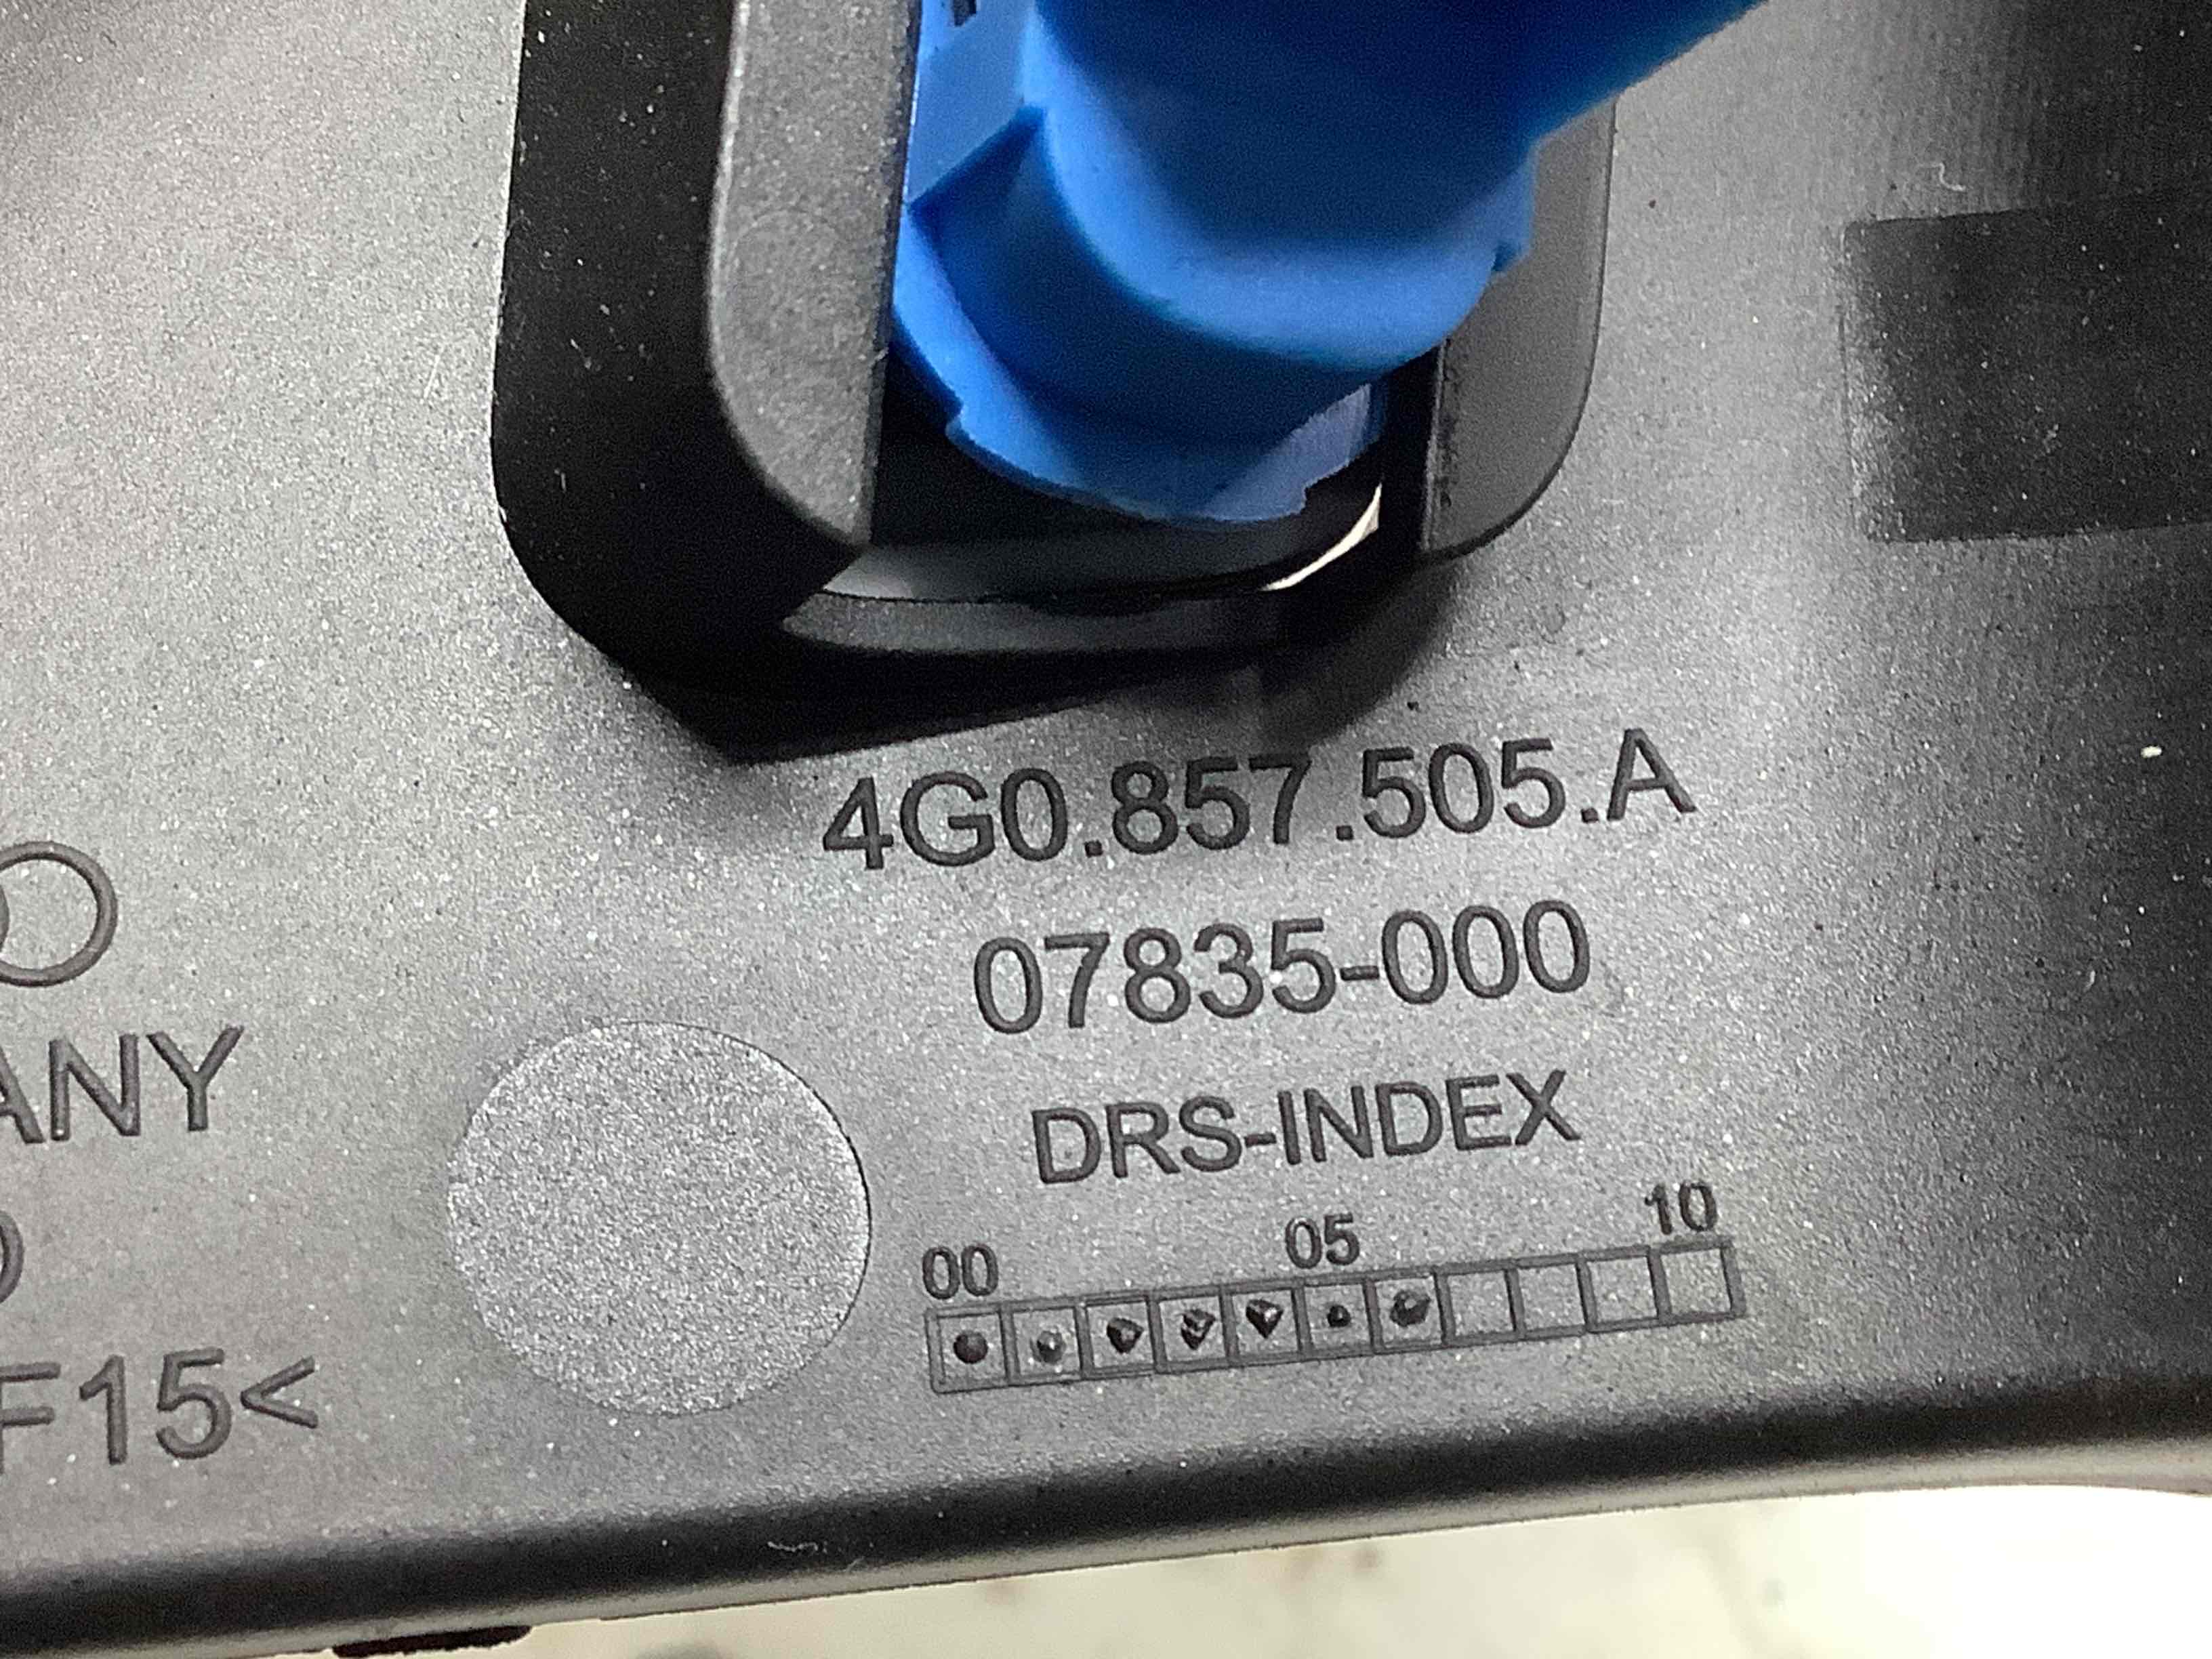 4G0.857.505.A
07835-000
DRS-INDEX
00 05 10
ANY
F15<